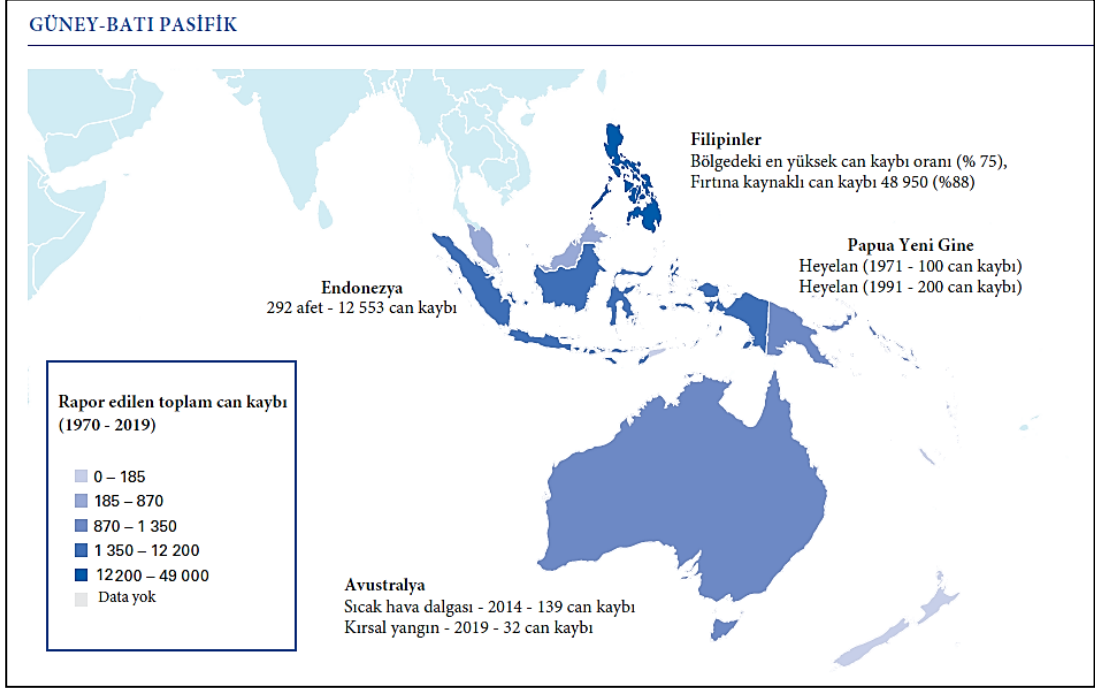 GÜNEY-BATI PASİFİK
Filipinler
Bölgedeki en yüksek can kaybı oranı (% 75),
Fırtına kaynaklı can kaybı 48 950 (%88)
Papua Yeni Gine
Heyelan (1971 - 100 can kaybı)
Heyelan (1991 - 200 can kaybı)
Endonezya
292 afet - 12 553 can kaybı
Rapor edilen toplam can kaybı
(1970 - 2019)
0 – 185
185 – 870
870 – 1 350
1 350 – 12 200
12 200 – 49 000
Data yok
Avustralya
Sıcak hava dalgası - 2014 - 139 can kaybı
Kırsal yangın - 2019 - 32 can kaybı